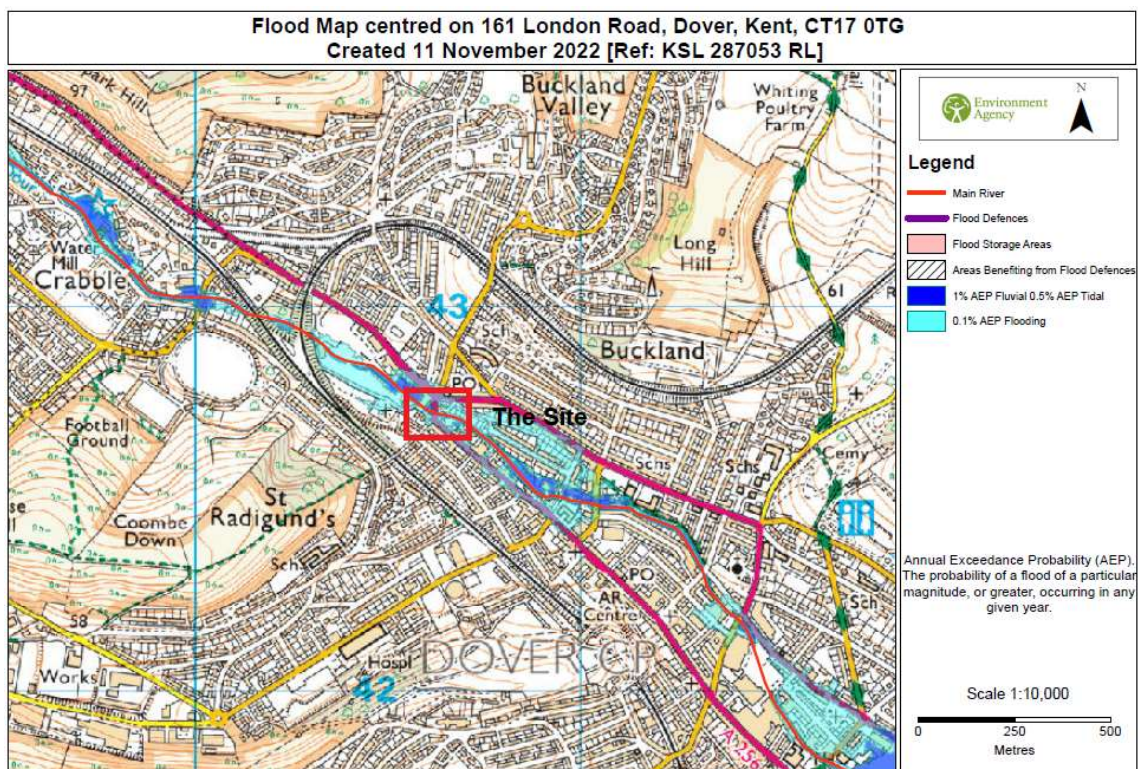 Flood Map centred on 161 London Road, Dover, Kent, CT17 0TG
Created 11 November 2022 [Ref: KSL 287053 RL]
97
Park Hill
Buckland
Valley
Whiting
Poultry
Farm
Water
Mill
Crabble
43
Sch
Long
Hill
61
Buckland
PO
The Site
Football
Ground
Schs
Schs
Cemy
St
Radigund's
Coombe
Down
Sch
58
PO
AR
Centre
Sch
Works
Hospl
DOVER CP
42
A 256
Environment
Agency
N
Legend
Main River
Flood Defences
Flood Storage Areas
Areas Benefiting from Flood Defences
1% AEP Fluvial 0.5% AEP Tidal
0.1% AEP Flooding
Annual Exceedance Probability (AEP).
The probability of a flood of a particular
magnitude, or greater, occurring in any
given year.
Scale 1:10,000
0 250 500
Metres